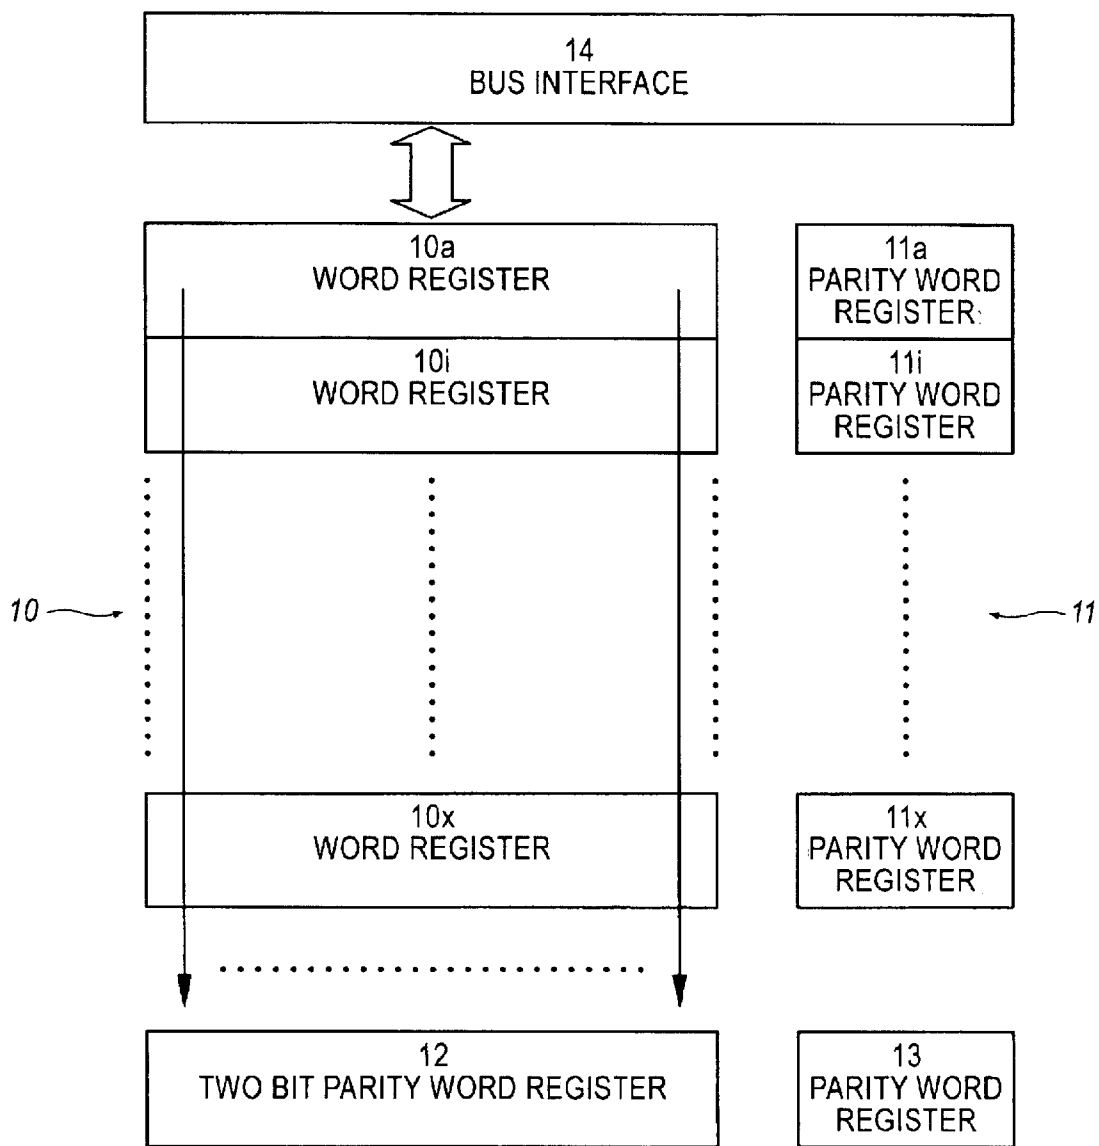 14
BUS INTERFACE
10a
WORD REGISTER
11a
PARITY WORD
REGISTER
10i
WORD REGISTER
11i
PARITY WORD
REGISTER
10
11
10x
WORD REGISTER
11x
PARITY WORD
REGISTER
12
TWO BIT PARITY WORD REGISTER
13
PARITY WORD
REGISTER